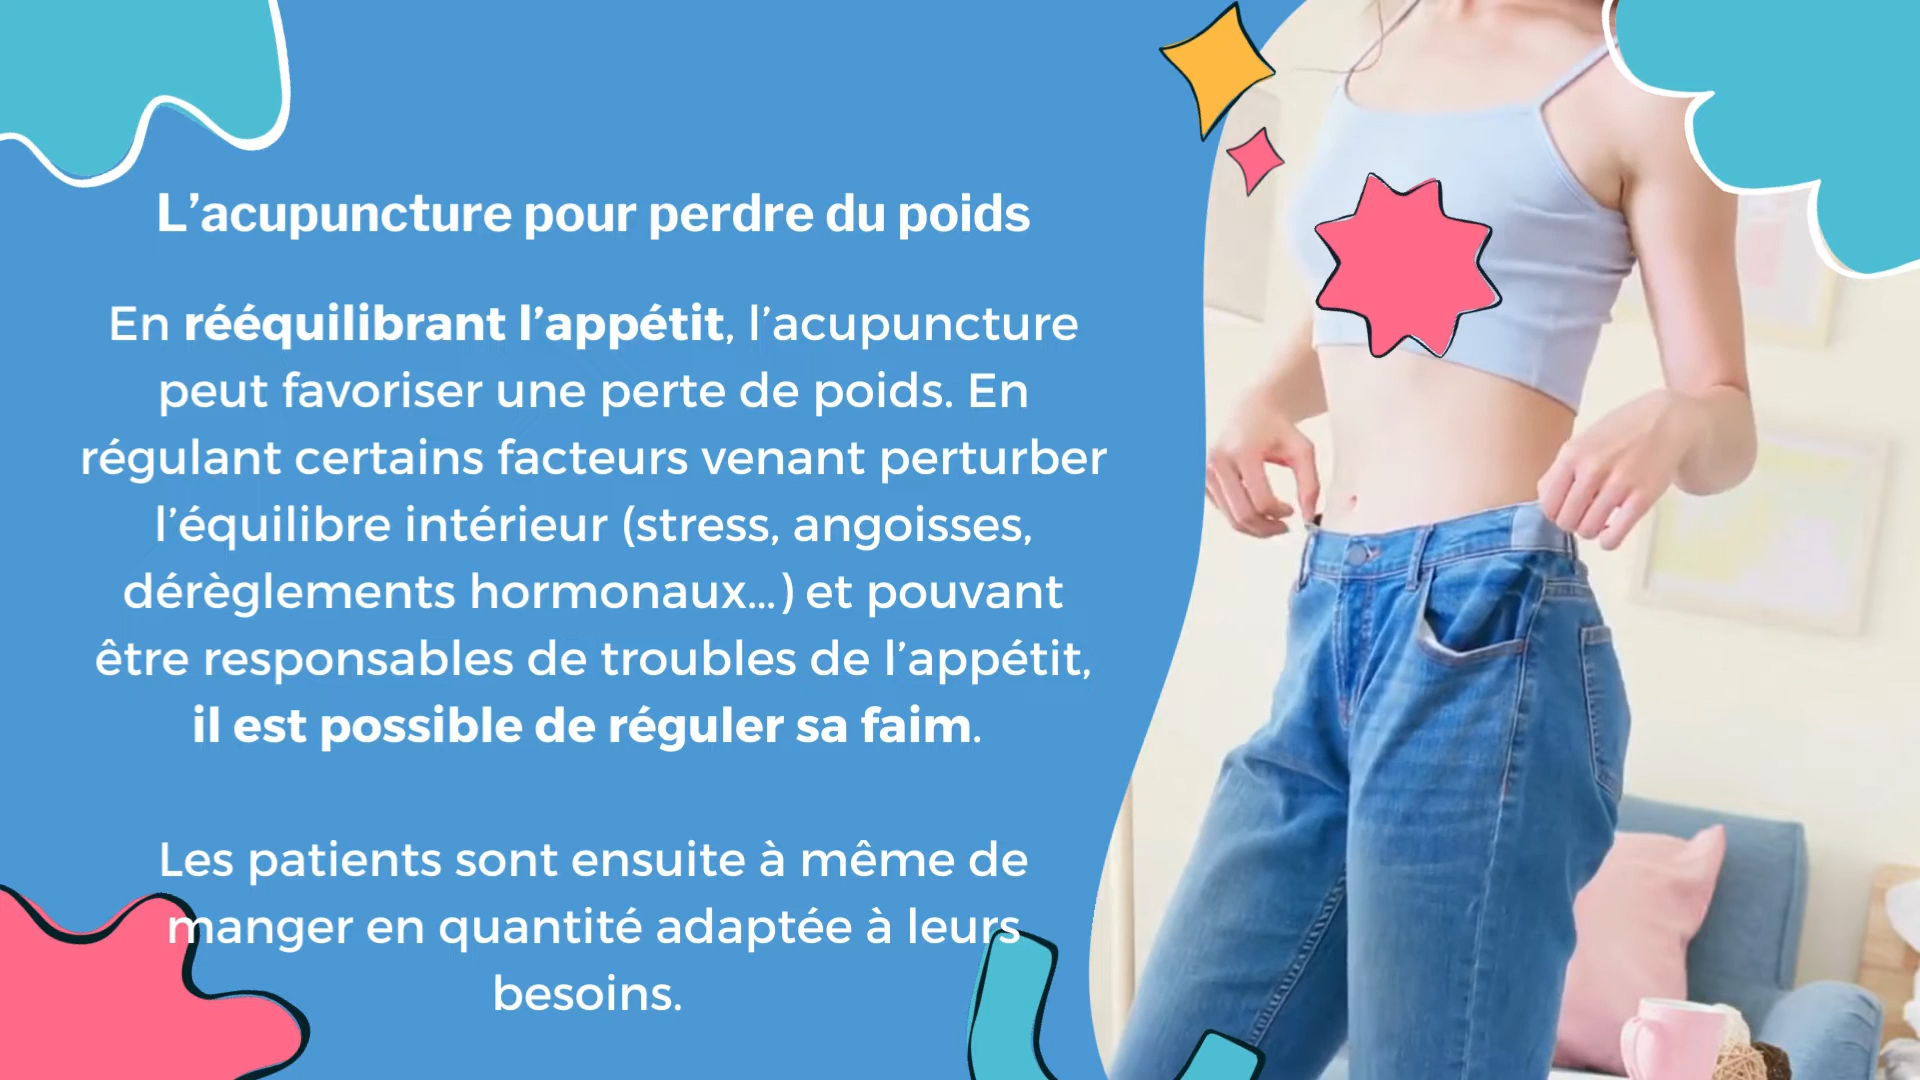 L’acupuncture pour perdre du poids
En rééquilibrant l’appétit, l’acupuncture
peut favoriser une perte de poids. En
régulant certains facteurs venant perturber
l’équilibre intérieur (stress, angoisses,
dérèglements hormonaux…) et pouvant
être responsables de troubles de l’appétit,
il est possible de réguler sa faim.
Les patients sont ensuite à même de
manger en quantité adaptée à leurs
besoins.